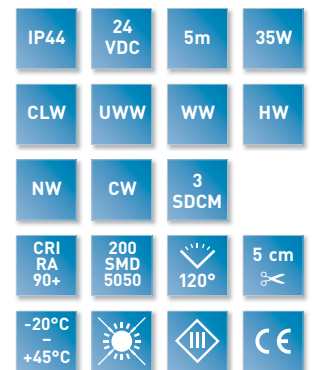 IP44
24
VDC
5m
35W
CLW
UWW
WW
HW
NW
CW
3
SDCM
CRI
RA
90+
200
SMD
5050
120°
5 cm
-20°C
–
+45°C
III
CE